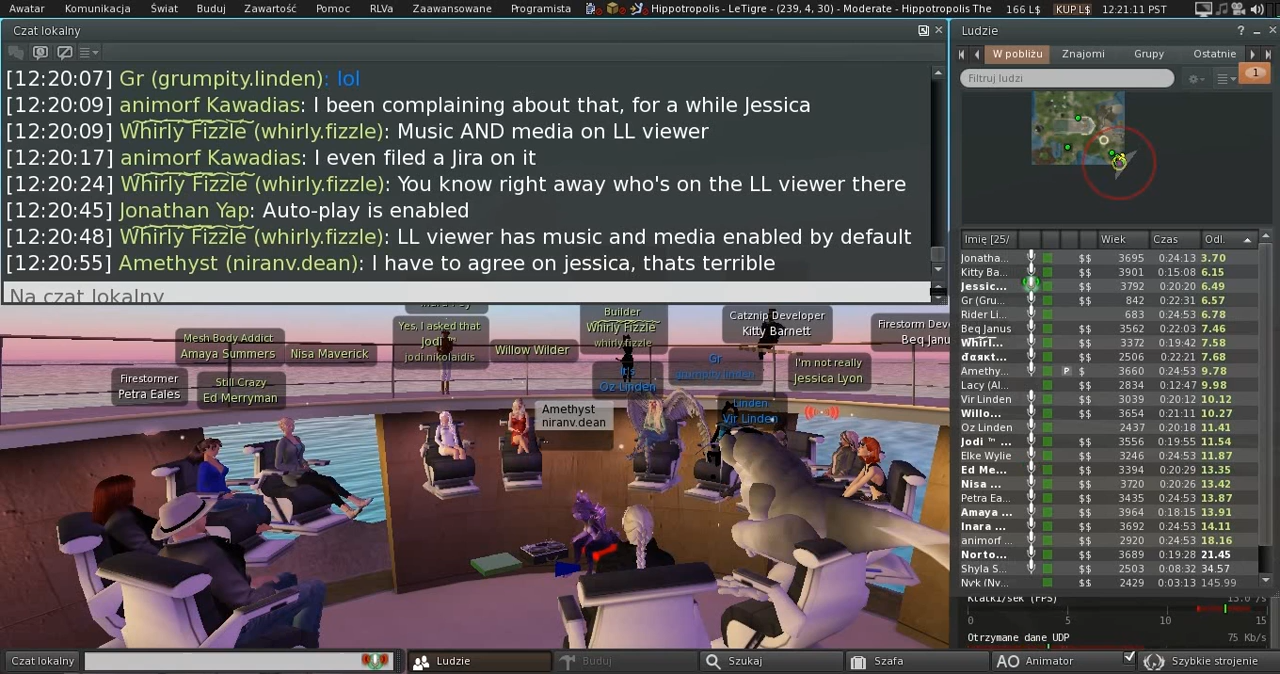 Awatar Komunikacja Świat Buduj Zawartość Pomoc RLVa Zaawansowane Programista Hippotropolis - LeTigre - (239, 4, 30) - Moderate - Hippotropolis The 166 L$ KUP L$ 12:21:11 PST
Czat lokalny
[12:20:07] Gr (grumpity.linden): lol
[12:20:09] animorf Kawadias: I been complaining about that, for a while Jessica
[12:20:09] Whirly Fizzle (whirly.fizzle): Music AND media on LL viewer
[12:20:17] animorf Kawadias: I even filed a Jira on it
[12:20:24] Whirly Fizzle (whirly.fizzle): You know right away who's on the LL viewer there
[12:20:45] Jonathan Yap: Auto-play is enabled
[12:20:48] Whirly Fizzle (whirly.fizzle): LL viewer has music and media enabled by default
[12:20:55] Amethyst (niranv.dean): I have to agree on jessica, thats terrible
Na czat lokalny
Mesh Body Addict
Amaya Summers
Nisa Maverick
Firestormer
Petra Eales
Still Crazy
Ed Merryman
Yes, I asked that
Jodi ™
jodi.nikolaidis
Willow Wilder
Builder
Whirly Fizzle
whirly.fizzle
It's
Oz Linden
Gr
grumpity.linden
Catznip Developer
Kitty Barnett
Firestorm Deve
Beq Janu
I'm not really
Jessica Lyon
Linden
Vir Linden
Amethyst
niranv.dean
Ludzie
W pobliżu Znajomi Grupy Ostatnie
Filtruj ludzi
1
Imię [25/ Wiek Czas Odl.
Jonatha... $$ 3695 0:24:13 3.70
Kitty Ba... $$ 3901 0:15:08 6.15
Jessic... $$ 3792 0:20:20 6.49
Gr (Gru... $$ 842 0:22:31 6.57
Rider Li... 683 0:24:53 6.78
Beq Janus $$ 3562 0:22:03 7.46
Whirl... $$ 3372 0:19:42 7.58
$$ 2506 0:22:21 7.68
Amethy... P $ 3660 0:24:53 9.78
Lacy (Al... $$ 2834 0:12:47 9.98
Vir Linden $$ 3039 0:20:12 10.12
Willo... $$ 3654 0:21:11 10.27
Oz Linden 2437 0:20:18 11.41
Jodi ™ ... $$ 3556 0:19:55 11.54
Elke Wylie $$ 3246 0:24:53 11.87
Ed Me... $$ 3394 0:20:29 13.35
Nisa ... $$ 3720 0:20:26 13.42
Petra Ea... $$ 3435 0:24:53 13.87
Amaya ... $$ 3964 0:18:15 13.91
Inara ... $$ 3692 0:24:53 14.11
animorf ... $$ 2920 0:24:53 18.16
Norto... $$ 3689 0:19:28 21.45
Shyla S... $$ 2503 0:08:32 34.57
Nyk (Nv... $$ 2429 0:03:13 145.99
Klatki/sek (FPS) 13.0 /s
0 5 10 15
Otrzymane dane UDP 75 Kb/s
Czat lokalny Ludzie Buduj Szukaj Szafa AO Animator Szybkie strojenie